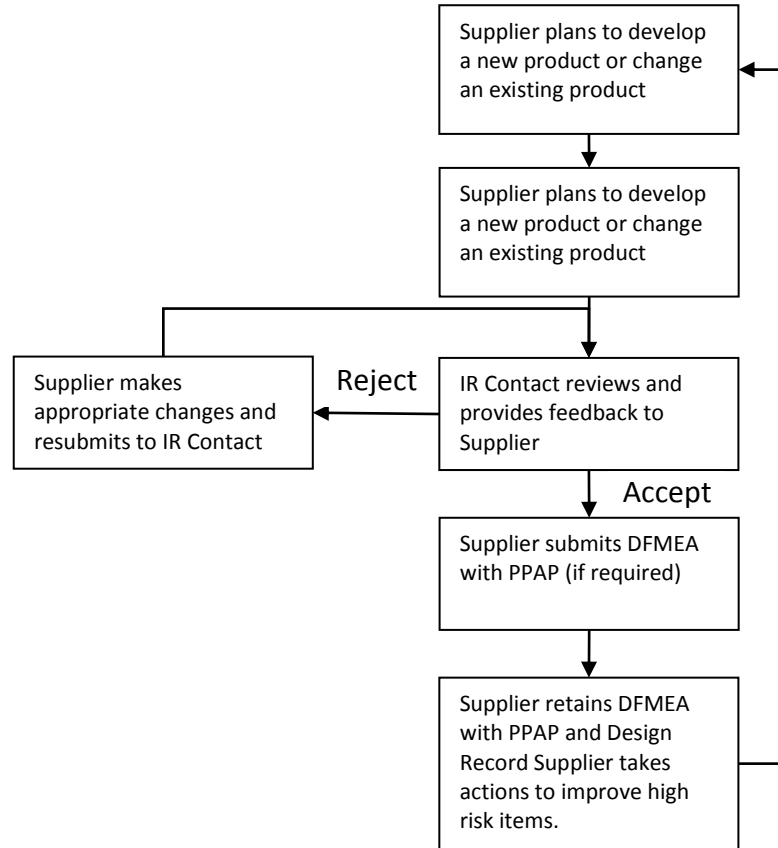 Supplier plans to develop
a new product or change
an existing product
Supplier plans to develop
a new product or change
an existing product
Supplier makes
appropriate changes and
resubmits to IR Contact
Reject
IR Contact reviews and
provides feedback to
Supplier
Accept
Supplier submits DFMEA
with PPAP (if required)
Supplier retains DFMEA
with PPAP and Design
Record Supplier takes
actions to improve high
risk items.